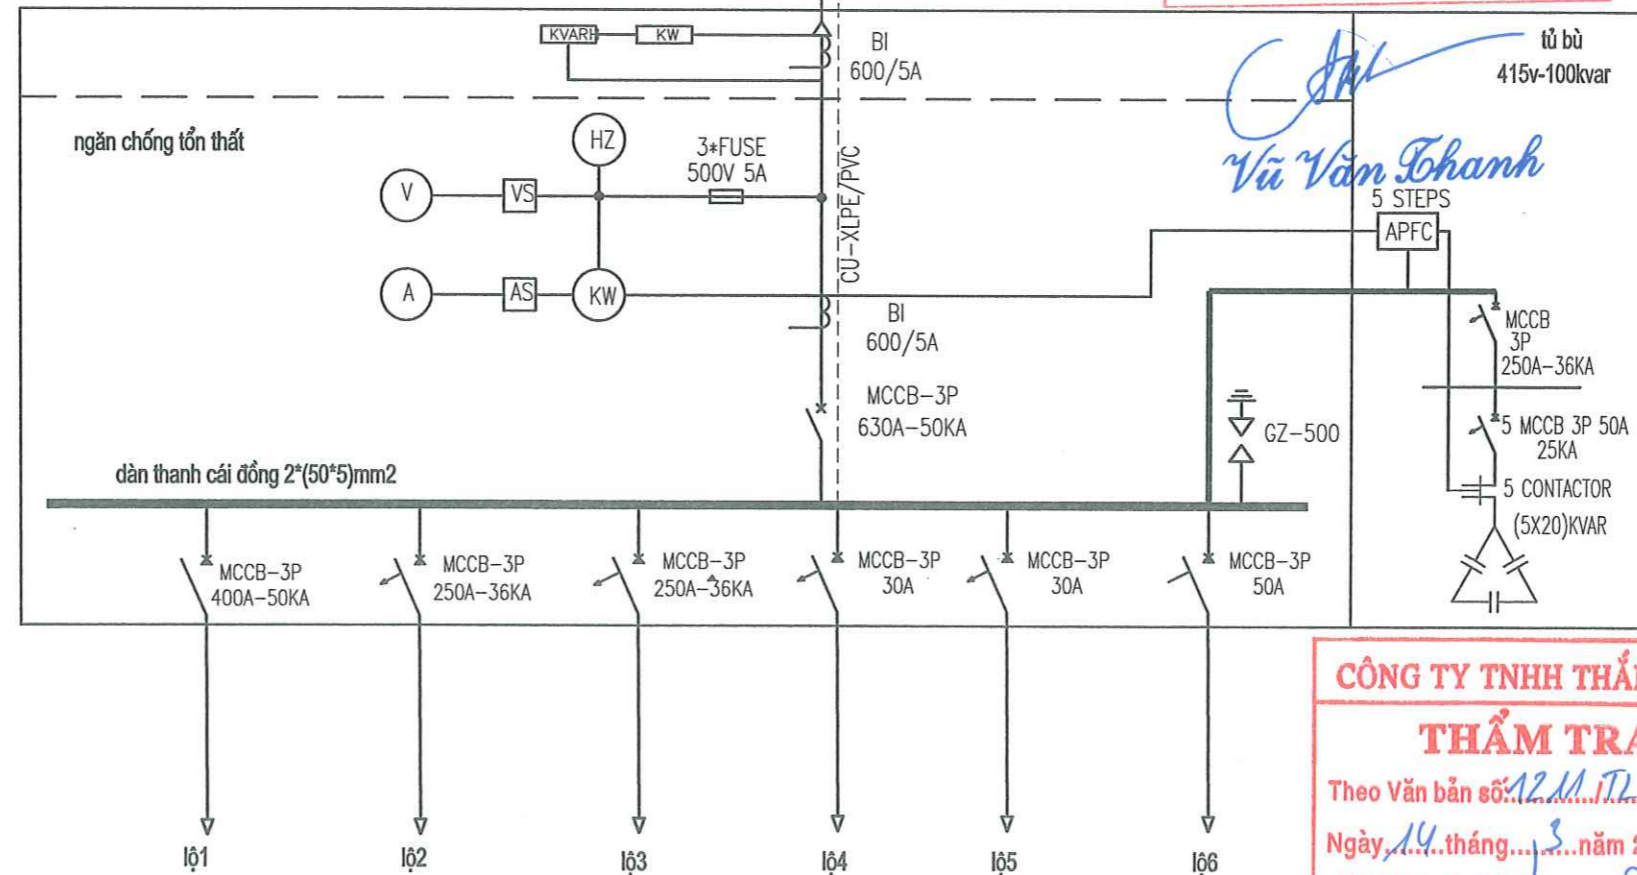 KVARH
KW
BI
600/5A
tủ bù
415v-100kvar
ngăn chống tổn thất
HZ
3*FUSE
500V 5A
CU-XLPE/PVC
Vũ Văn Thanh
V
VS
5 STEPS
APFC
A
AS
KW
BI
600/5A
MCCB
3P
250A-36KA
MCCB-3P
630A-50KA
GZ-500
5 MCCB 3P 50A
25KA
dàn thanh cái đồng 2*(50*5)mm2
5 CONTACTOR
(5X20)KVAR
MCCB-3P
400A-50KA
MCCB-3P
250A-36KA
MCCB-3P
250A-36KA
MCCB-3P
30A
MCCB-3P
30A
MCCB-3P
50A
CÔNG TY TNHH
THẨM TRA
Theo Văn bản số: 1211/TL
Ngày 14 tháng 3 năm 2
lộ1
lộ2
lộ3
lộ4
lộ5
lộ6